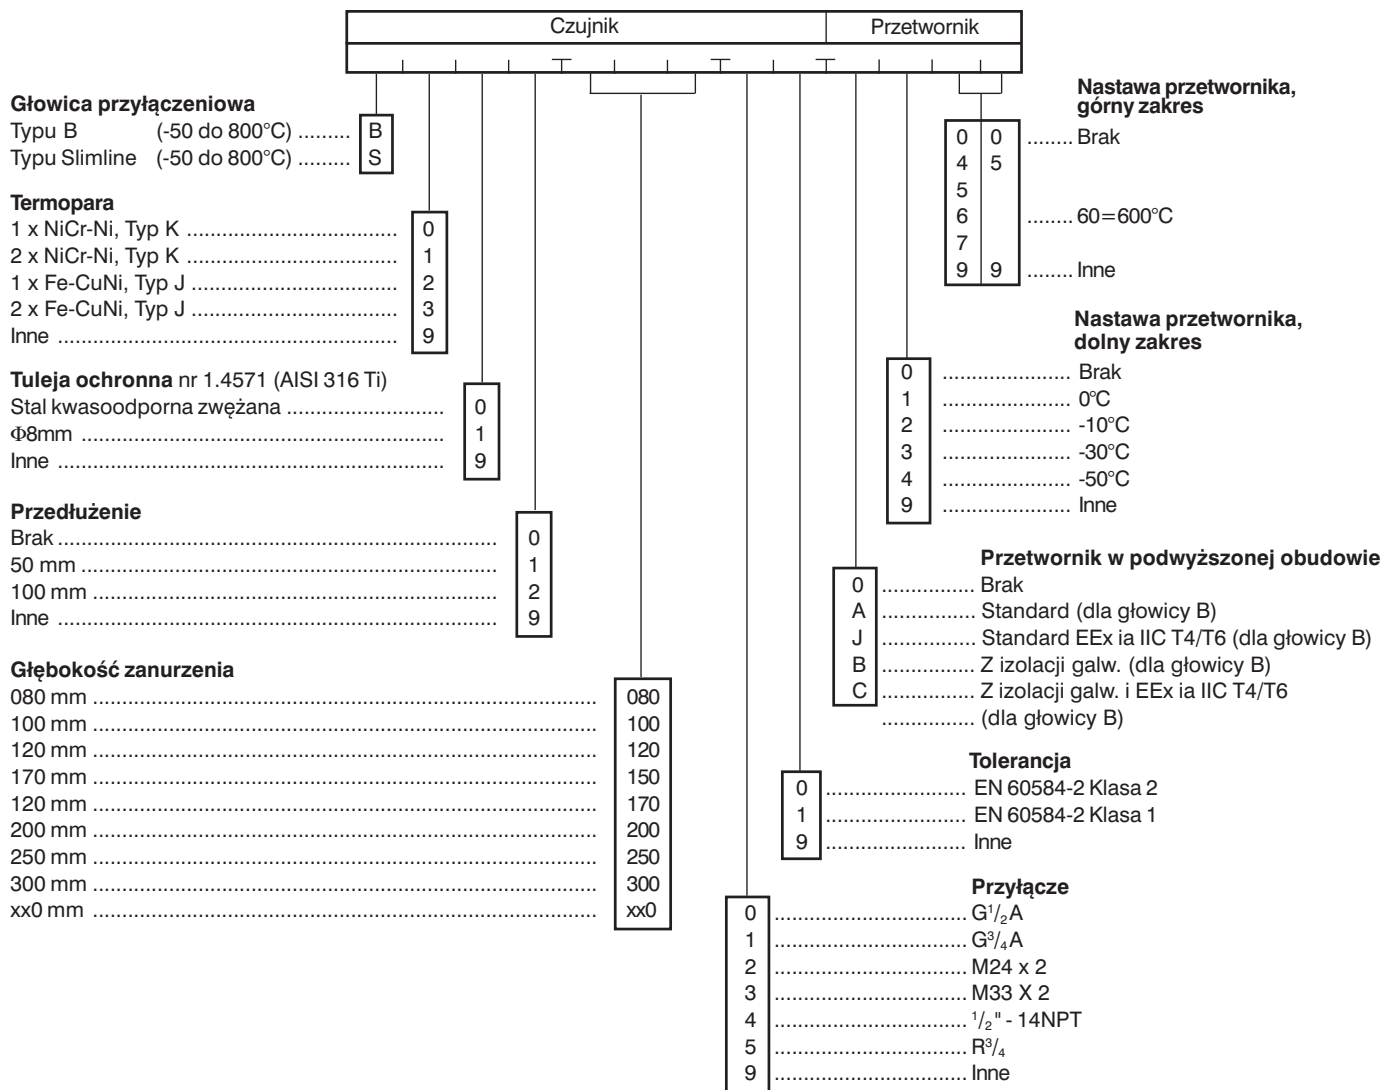 Czujnik Przetwornik
Głowica przyłączeniowa
Typu B (-50 do 800°C) ......... B
Typu Slimline (-50 do 800°C) ......... S
Termopara
1 x NiCr-Ni, Typ K .................................... 0
2 x NiCr-Ni, Typ K .................................... 1
1 x Fe-CuNi, Typ J .................................... 2
2 x Fe-CuNi, Typ J .................................... 3
Inne .......................................................... 9
Tuleja ochronna nr 1.4571 (AISI 316 Ti)
Stal kwasoodporna zwężana ........................... 0
Φ8mm .............................................................. 1
Inne .................................................................. 9
Przedłużenie
Brak ........................................................................... 0
50 mm ....................................................................... 1
100 mm ..................................................................... 2
Inne ........................................................................... 9
Głębokość zanurzenia
080 mm ....................................................................................... 080
100 mm ....................................................................................... 100
120 mm ....................................................................................... 120
170 mm ....................................................................................... 150
120 mm ....................................................................................... 170
200 mm ....................................................................................... 200
250 mm ....................................................................................... 250
300 mm ....................................................................................... 300
xx0 mm ....................................................................................... xx0
Nastawa przetwornika,
górny zakres
0 0 ........ Brak
4 5
5
6 ........ 60=600°C
7
9 9 ........ Inne
Nastawa przetwornika,
dolny zakres
0 ...................... Brak
1 ...................... 0°C
2 ...................... -10°C
3 ...................... -30°C
4 ...................... -50°C
9 ...................... Inne
Przetwornik w podwyższonej obudowie
0 ................ Brak
A ................ Standard (dla głowicy B)
J ................ Standard EEx ia IIC T4/T6 (dla głowicy B)
B ................ Z izolacji galw. (dla głowicy B)
C ................ Z izolacji galw. i EEx ia IIC T4/T6
................ (dla głowicy B)
Tolerancja
0 ........................ EN 60584-2 Klasa 2
1 ........................ EN 60584-2 Klasa 1
9 ........................ Inne
Przyłącze
0 ................................. G1/2A
1 ................................. G3/4A
2 ................................. M24 x 2
3 ................................. M33 X 2
4 ................................. 1/2" - 14NPT
5 ................................. R3/4
9 ................................. Inne